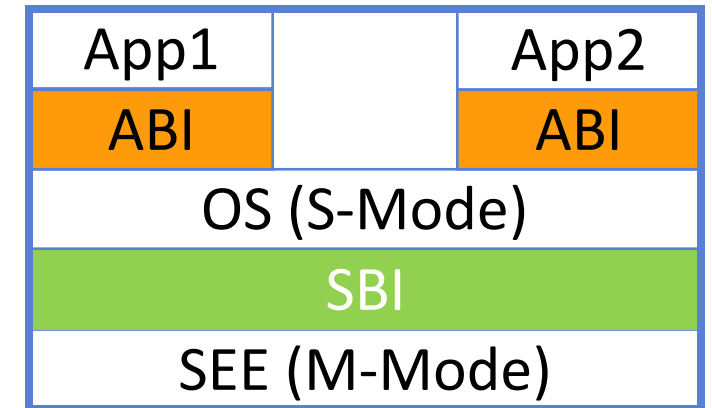 App1 App2
ABI ABI
OS (S-Mode)
SBI
SEE (M-Mode)